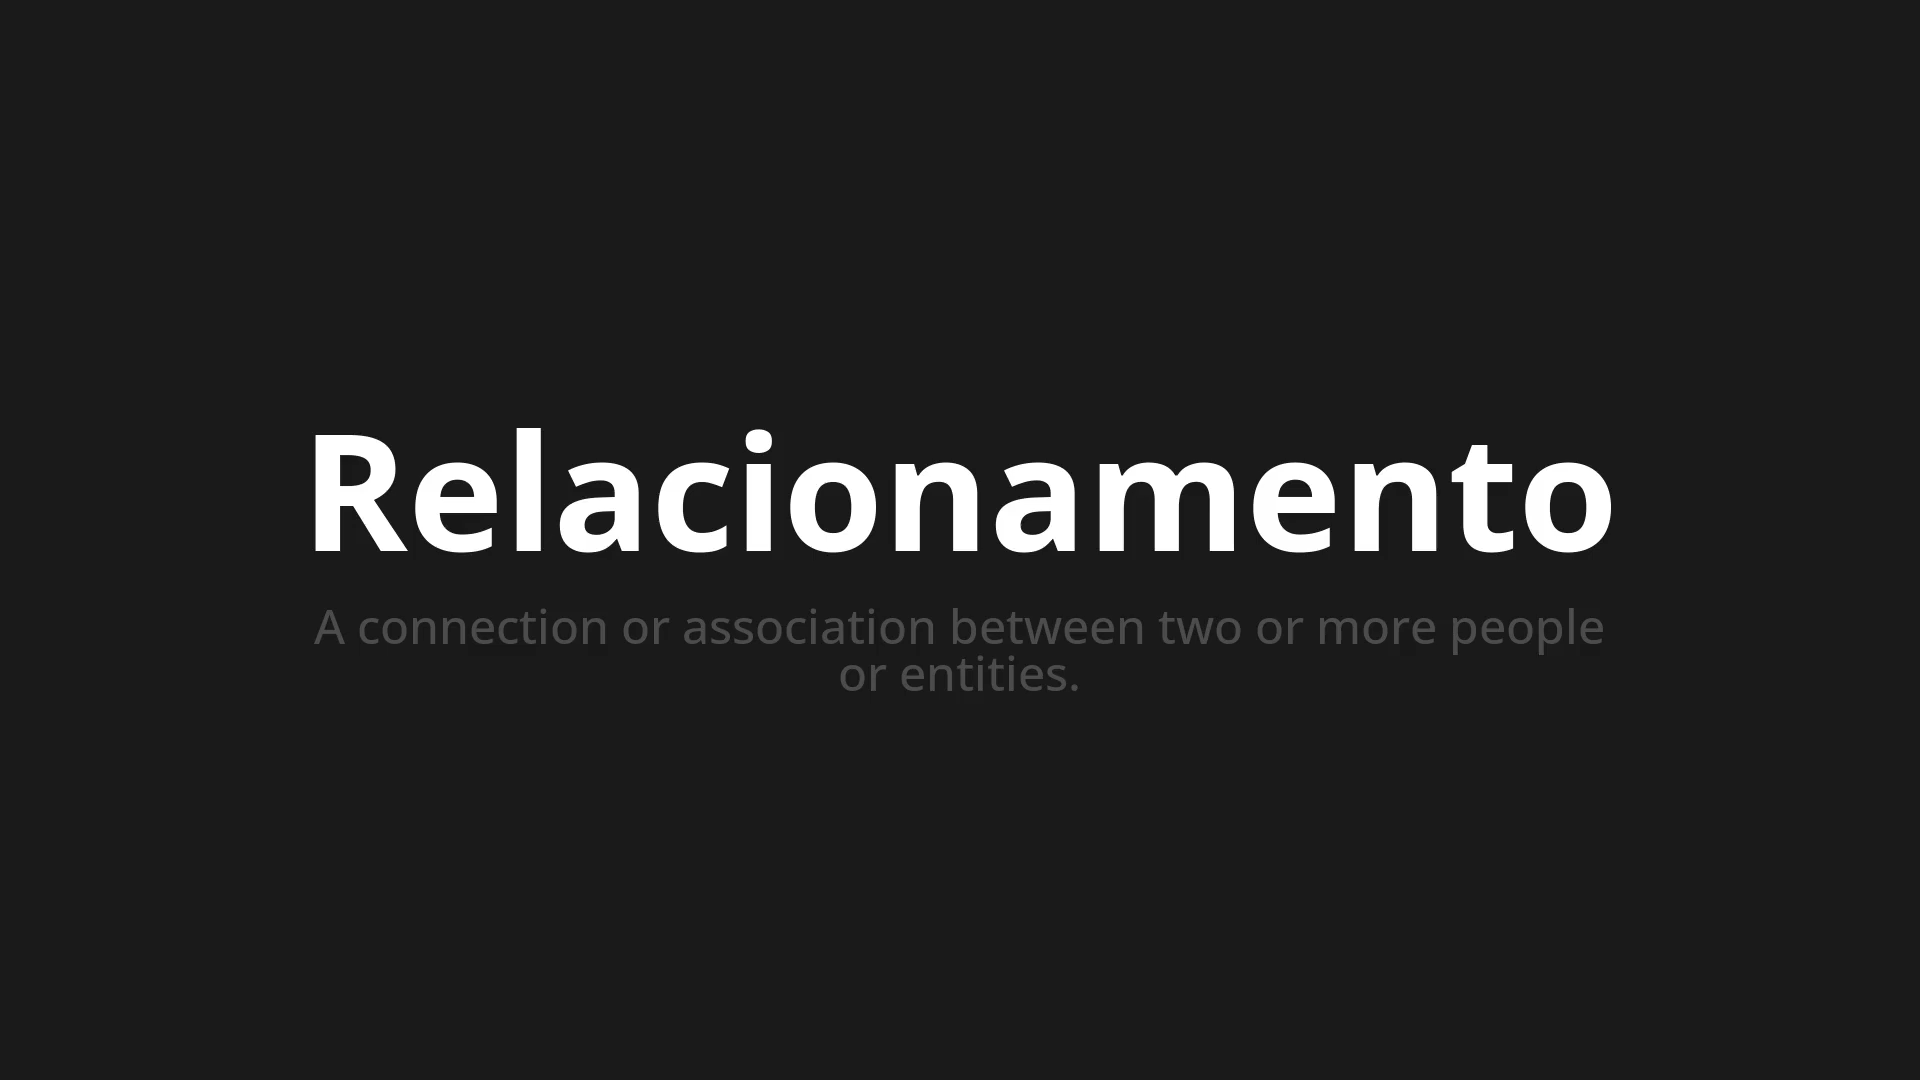 Relacionamento
A connection or association between two or more people
or entities.